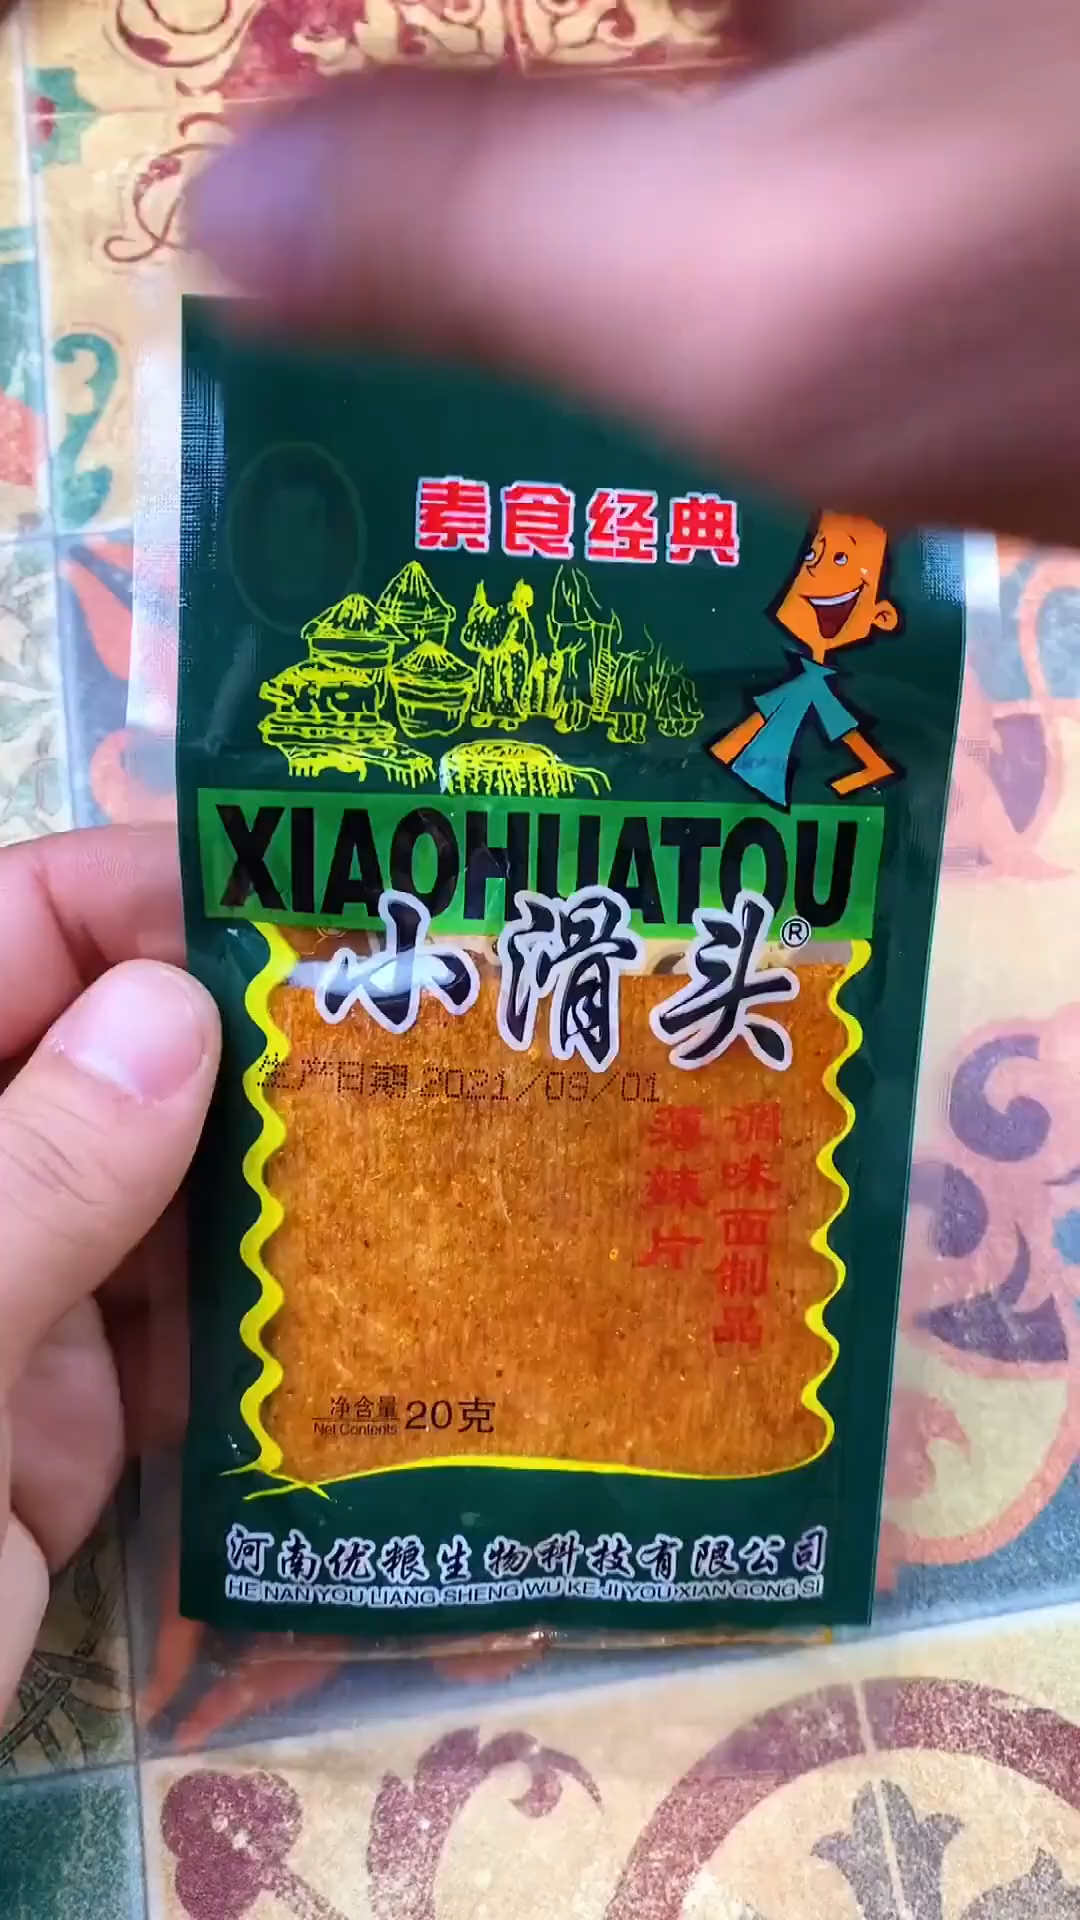 素食经典
XIAOHUATOU
小滑头®
生产日期 2021/09/01
调味面制品
薄辣片
净含量 20克
Net Contents
河南优粮生物科技有限公司
HE NAN YOU LIANG SHENG WU KE JI YOU XIAN GONG SI